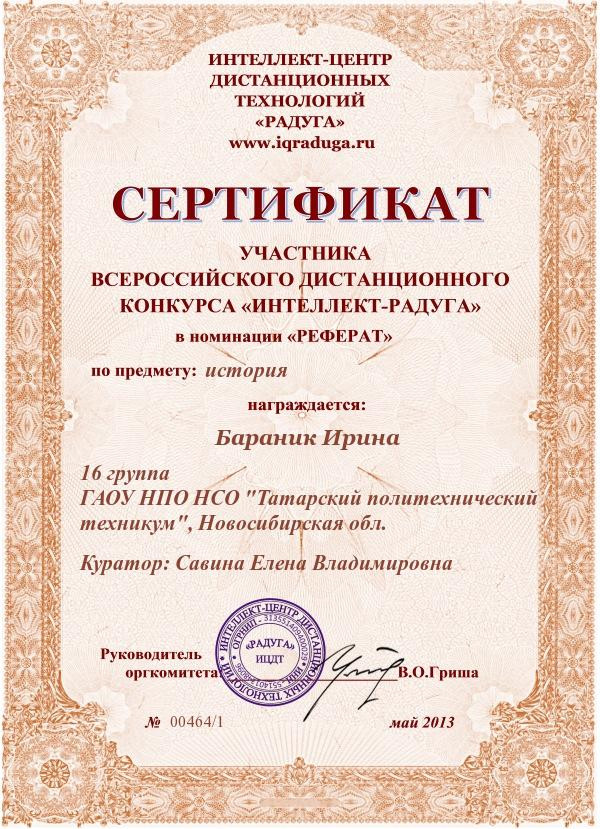 ИНТЕЛЛЕКТ-ЦЕНТР
ДИСТАНЦИОННЫХ
ТЕХНОЛОГИЙ
«РАДУГА»
www.iqraduga.ru
СЕРТИФИКАТ
УЧАСТНИКА
ВСЕРОССИЙСКОГО ДИСТАНЦИОННОГО
КОНКУРСА «ИНТЕЛЛЕКТ-РАДУГА»
в номинации «РЕФЕРАТ»
по предмету: история
награждается:
Бараник Ирина
16 группа
ГАОУ НПО НСО "Татарский политехнический
техникум", Новосибирская обл.
Куратор: Савина Елена Владимировна
ИНТЕЛЛЕКТ-ЦЕНТР ДИСТАНЦИОННЫХ ТЕХНОЛОГИЙ
«РАДУГА»
ИЦДТ
Руководитель
оргкомитета:
В.О.Гриша
№ 00464/1
май 2013